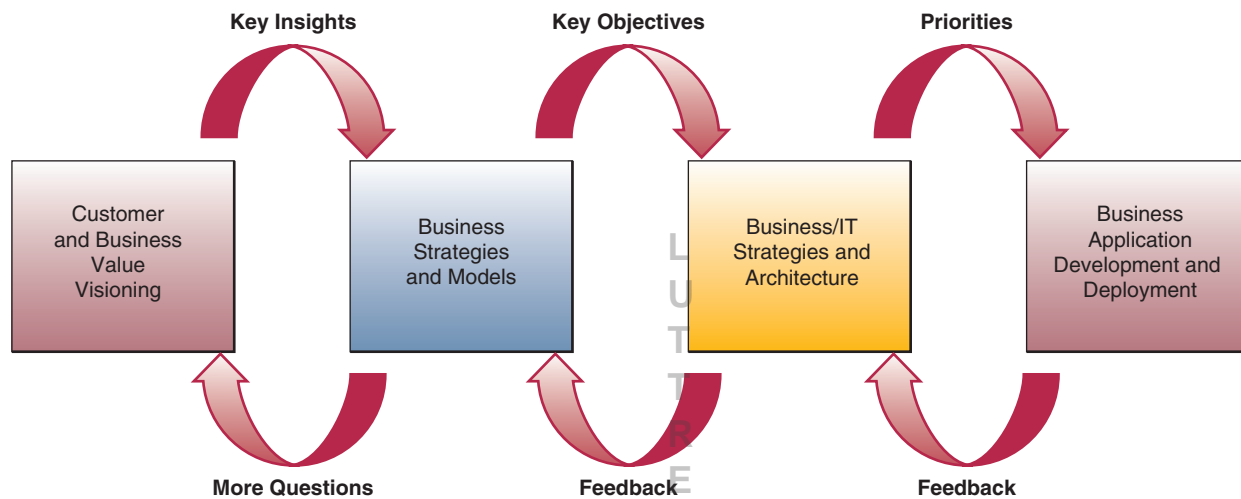 Key Insights
Key Objectives
Priorities
Customer
and Business
Value
Visioning
Business
Strategies
and Models
Business/IT
Strategies and
Architecture
Business
Application
Development and
Deployment
More Questions
Feedback
Feedback
L
U
T
T
R
E